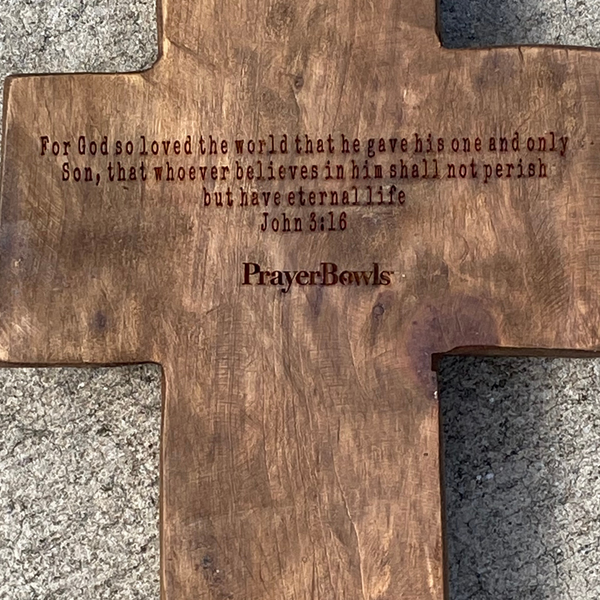 For God so loved the world that he gave his one and only
Son, that whoever believes in him shall not perish
but have eternal life
John 3:16
PrayerBowls